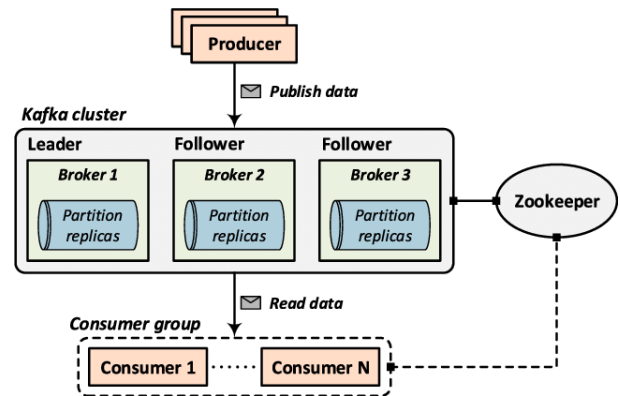 Producer
Publish data
Kafka cluster
Leader
Follower
Follower
Broker 1
Broker 2
Broker 3
Partition
replicas
Partition
replicas
Partition
replicas
Zookeeper
Read data
Consumer group
Consumer 1
Consumer N